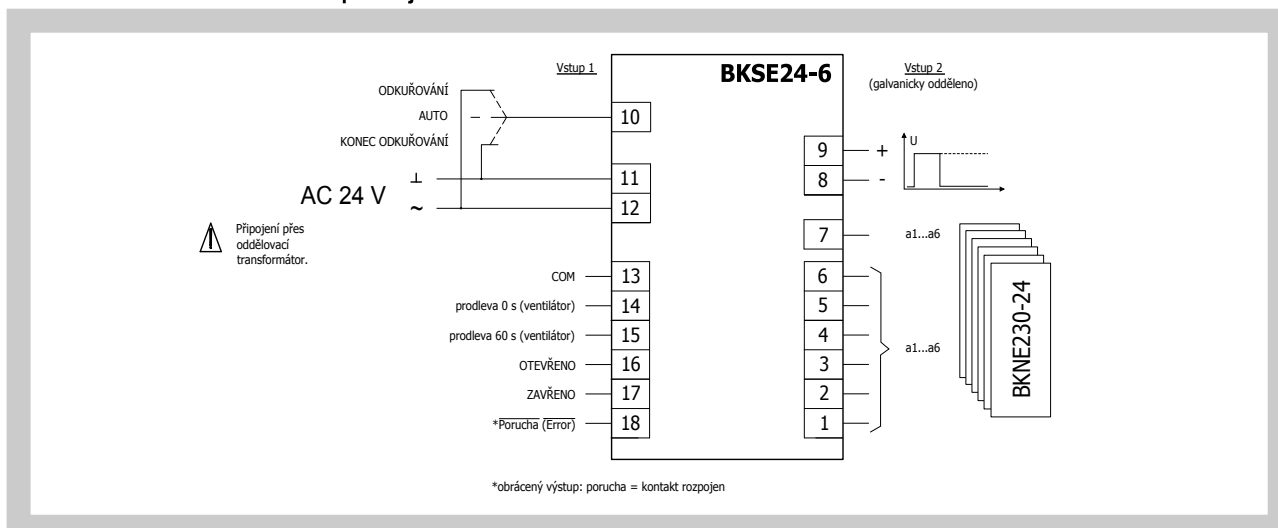 Vstup 1
BKSE24-6
Vstup 2
(galvanicky odděleno)
ODKUŘOVÁNÍ
AUTO
KONEC ODKUŘOVÁNÍ
10
9 +
8 -
U
AC 24 V
⊥ 11
~ 12
Připojení přes
oddělovací
transformátor.
7 a1...a6
COM 13
prodleva 0 s (ventilátor) 14
prodleva 60 s (ventilátor) 15
OTEVŘENO 16
ZAVŘENO 17
*Porucha (Error) 18
6
5
4
3
2
1
a1...a6
BKNE230-24
*obrácený výstup: porucha = kontakt rozpojen